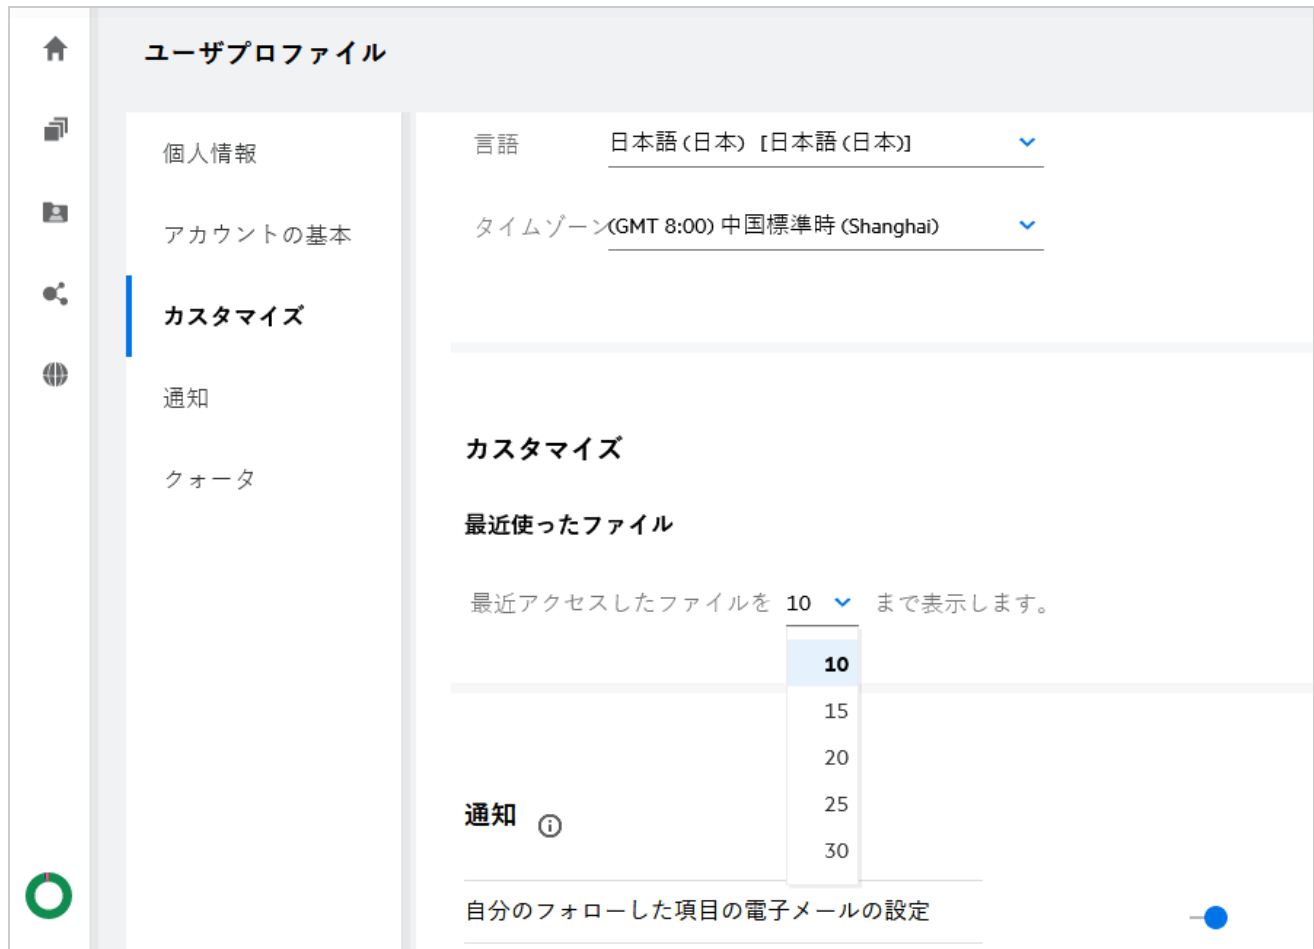 ユーザプロファイル
個人情報
アカウントの基本
カスタマイズ
通知
クォータ
言語 日本語 (日本) [日本語 (日本)]
タイムゾーン (GMT 8:00) 中国標準時 (Shanghai)
カスタマイズ
最近使ったファイル
最近アクセスしたファイルを 10 まで表示します。
10
15
20
25
30
通知
自分のフォローした項目の電子メールの設定